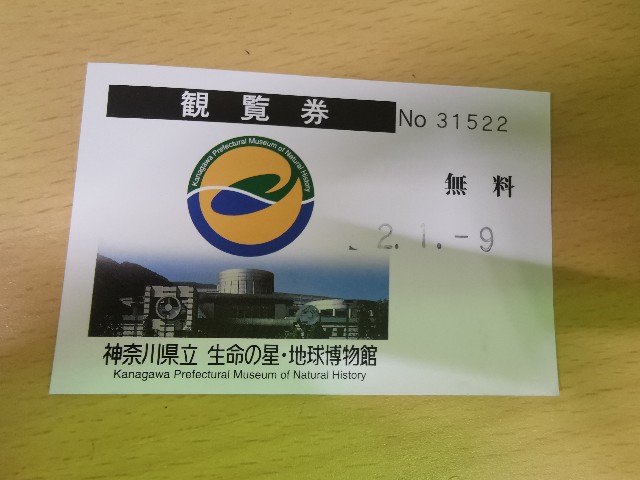 観覧券
No 31522
Kanagawa Prefectural Museum of Natural History
無料
2.1.-9
神奈川県立 生命の星・地球博物館
Kanagawa Prefectural Museum of Natural History